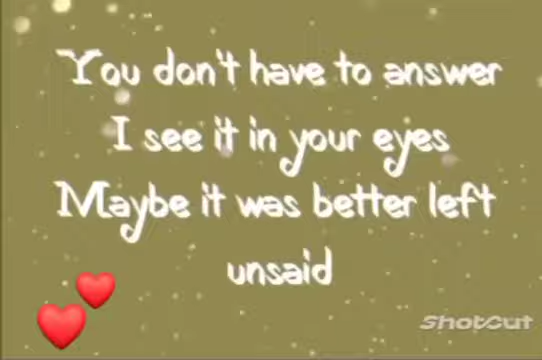 You don't have to answer
I see it in your eyes
Maybe it was better left
unsaid
ShotCut